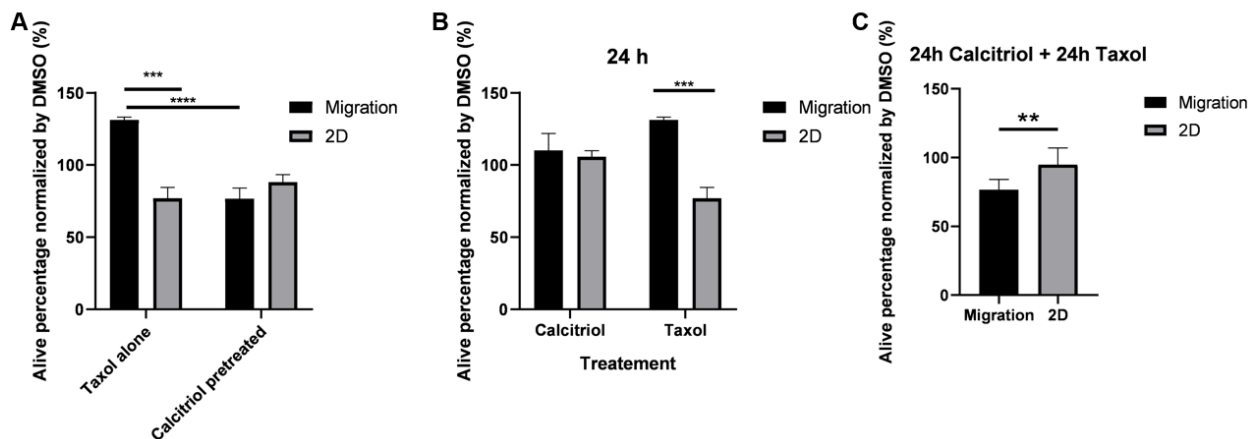 A
Alive percentage normalized by DMSO (%)
***
****
150
100
50
0
Taxol alone
Calcitriol pretreated
Migration
2D
B
Alive percentage normalized by DMSO (%)
24 h
***
150
100
50
0
Calcitriol
Taxol
Treatement
Migration
2D
C
Alive percentage normalized by DMSO (%)
24h Calcitriol + 24h Taxol
**
150
100
50
0
Migration
2D
Migration
2D